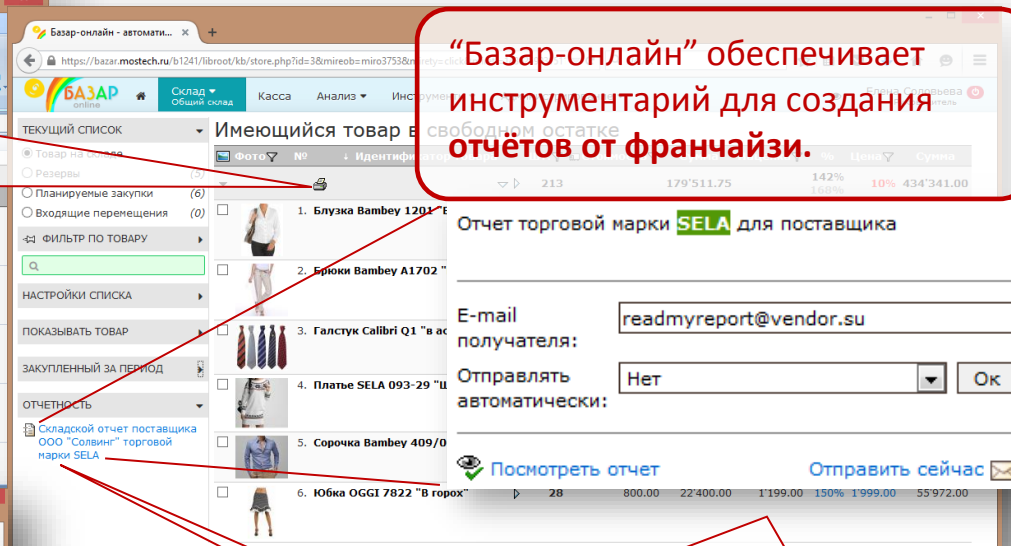 Базар-онлайн - автомати...
https://bazar.mostech.ru/b1241/libroot/kb/store.php?id=3&mireob=miro3753&
“Базар-онлайн” обеспечивает
инструментарий для создания
отчётов от франчайзи.
БАЗАР
online
Склад
Общий склад
Касса
Анализ
ТЕКУЩИЙ СПИСОК
Товар на складе
Резервы (5)
Планируемые закупки (6)
Входящие перемещения (0)
ФИЛЬТР ПО ТОВАРУ
НАСТРОЙКИ СПИСКА
ПОКАЗЫВАТЬ ТОВАР
ЗАКУПЛЕННЫЙ ЗА ПЕРИОД
ОТЧЕТНОСТЬ
Складской отчет поставщика
ООО "Солвинг" торговой
марки SELA
Имеющийся товар в свободном остатке
Фото № ↓ % Цена Сумма
213 179'511.75 142% 10% 434'341.00
168%
1. Блузка Bambey 1201
2. Брюки Bambey A1702 "
3. Галстук Calibri Q1 "в ас
4. Платье SELA 093-29 "Ш
5. Сорочка Bambey 409/0
6. Юбка OGGI 7822 "В горох" 28 800.00 22'400.00 1'199.00 150% 1'999.00 55'972.00
Отчет торговой марки SELA для поставщика
E-mail
получателя:
readmyreport@vendor.su
Отправлять
автоматически:
Нет
Ок
Посмотреть отчет
Отправить сейчас